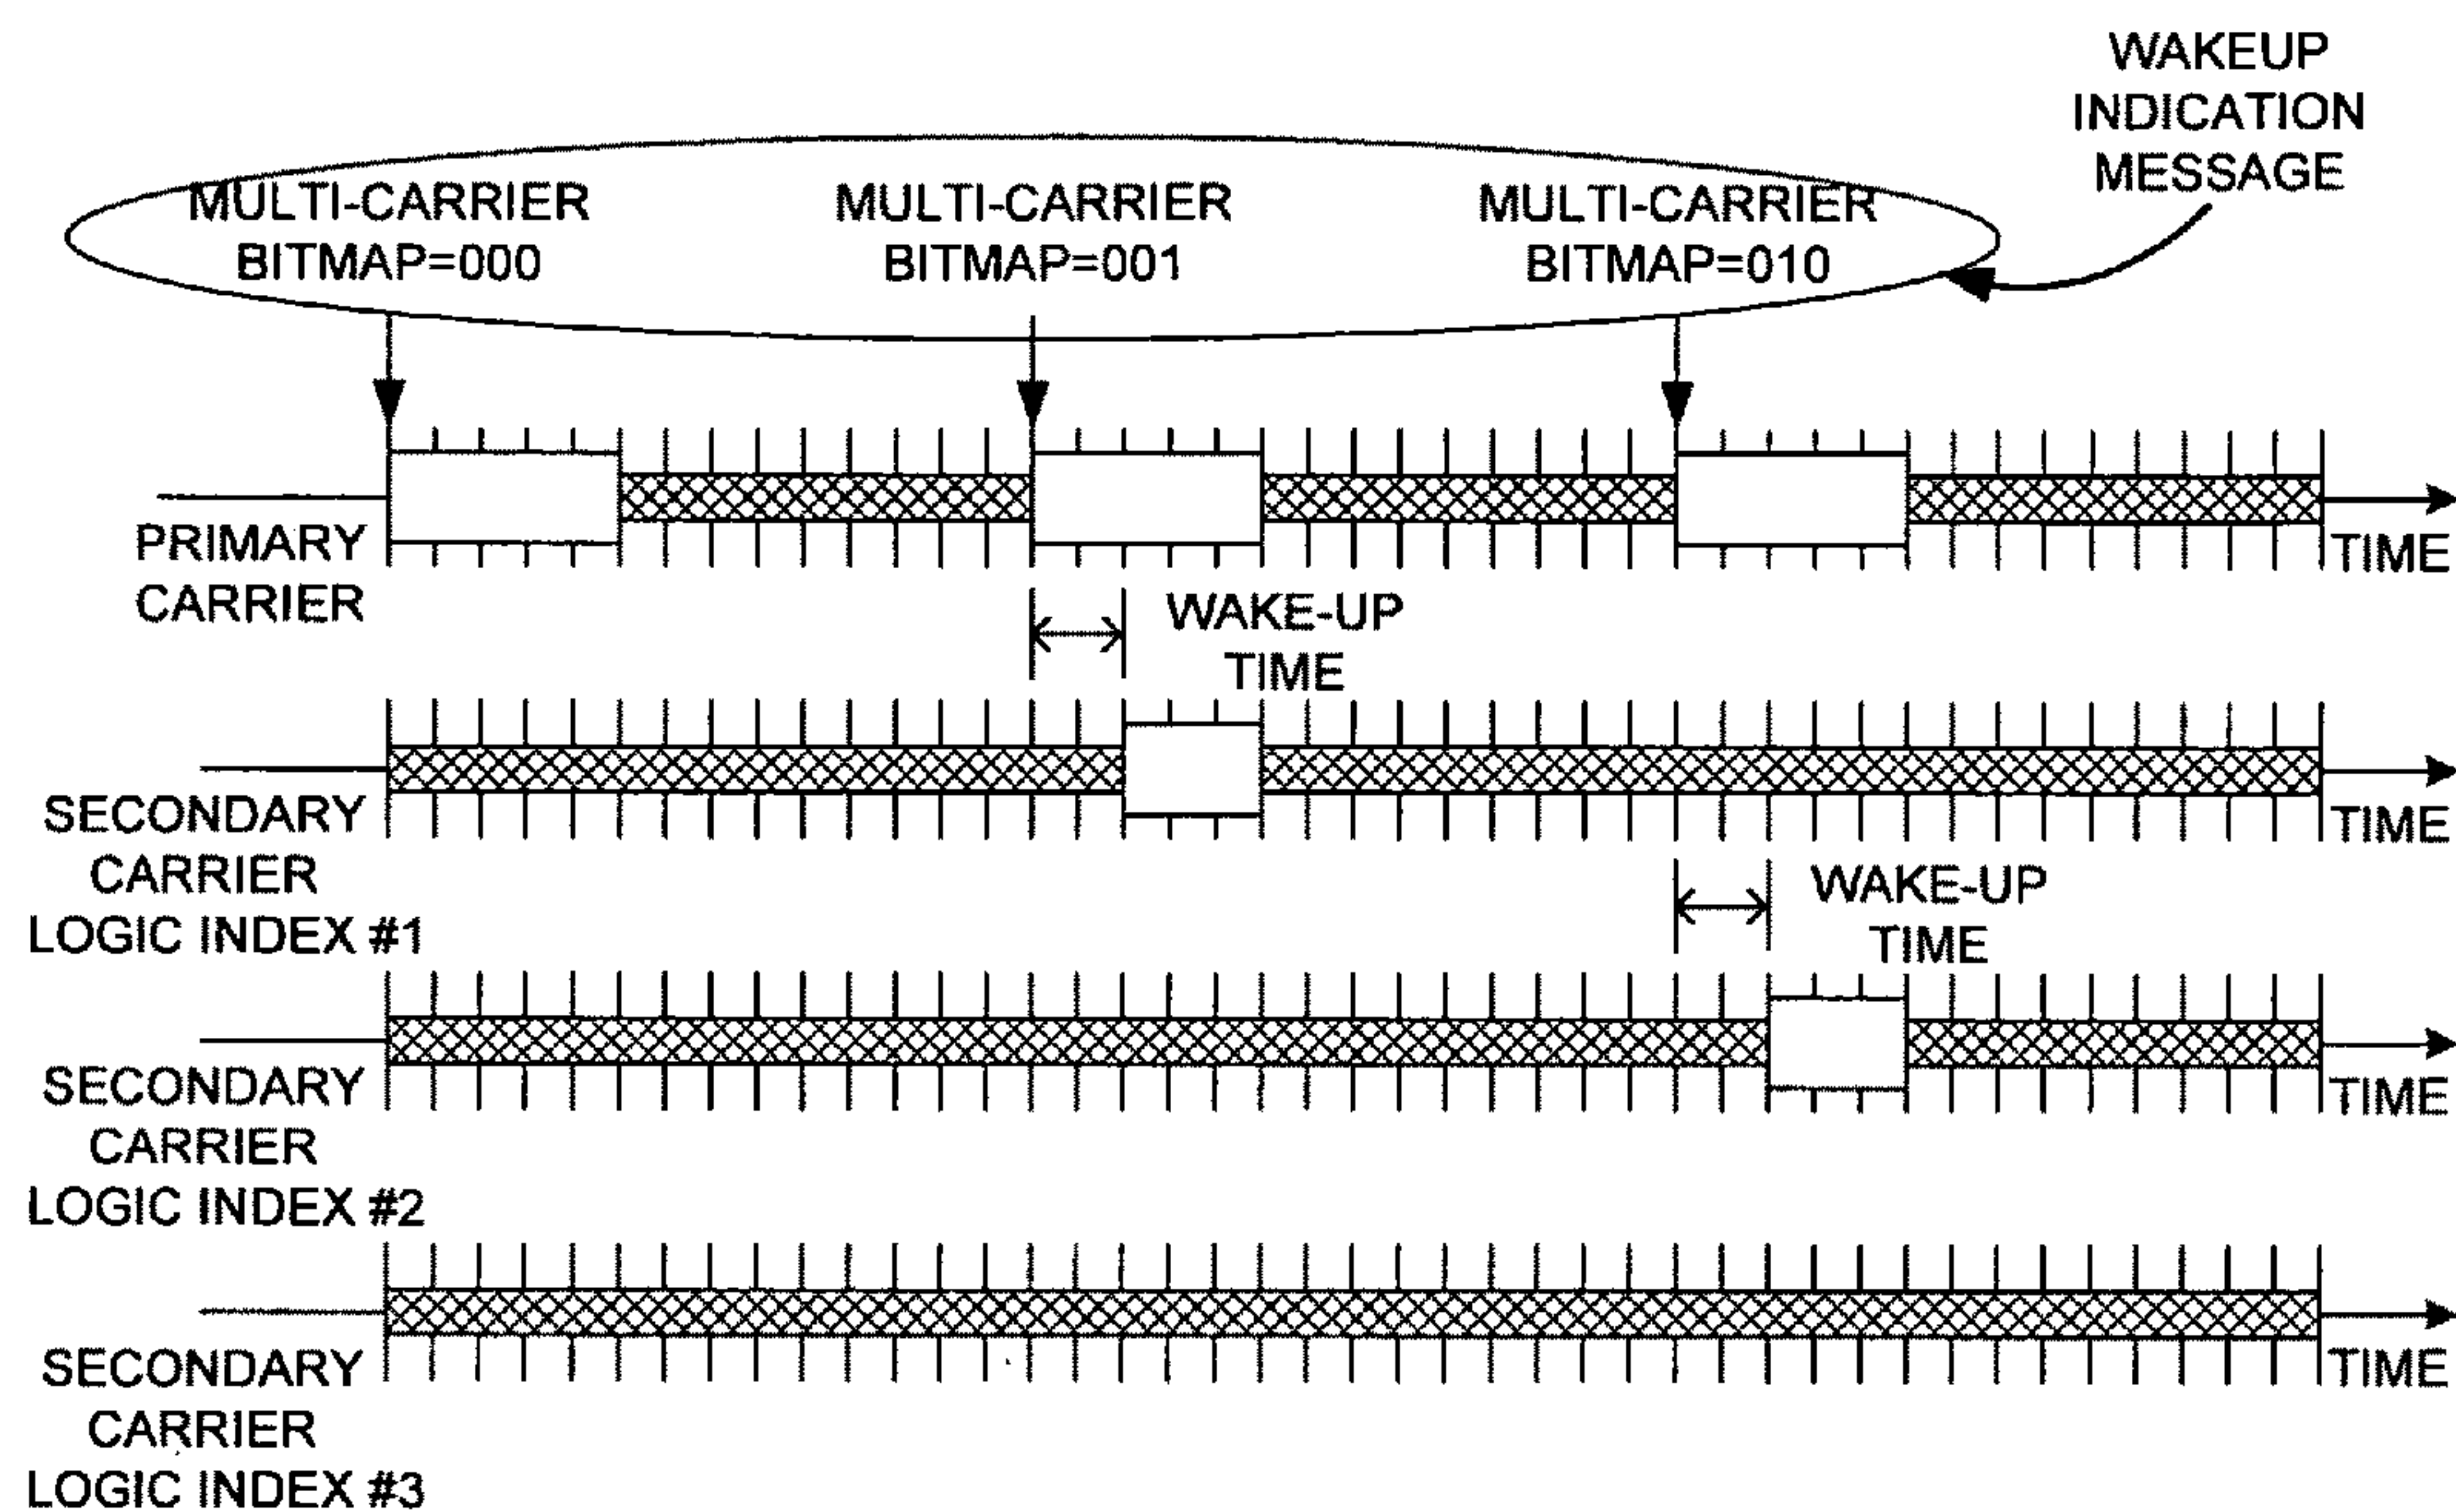 WAKEUP
INDICATION
MESSAGE
MULTI-CARRIER
BITMAP=000
MULTI-CARRIER
BITMAP=001
MULTI-CARRIER
BITMAP=010
PRIMARY
CARRIER
TIME
WAKE-UP
TIME
SECONDARY
CARRIER
LOGIC INDEX #1
TIME
WAKE-UP
TIME
SECONDARY
CARRIER
LOGIC INDEX #2
TIME
SECONDARY
CARRIER
LOGIC INDEX #3
TIME